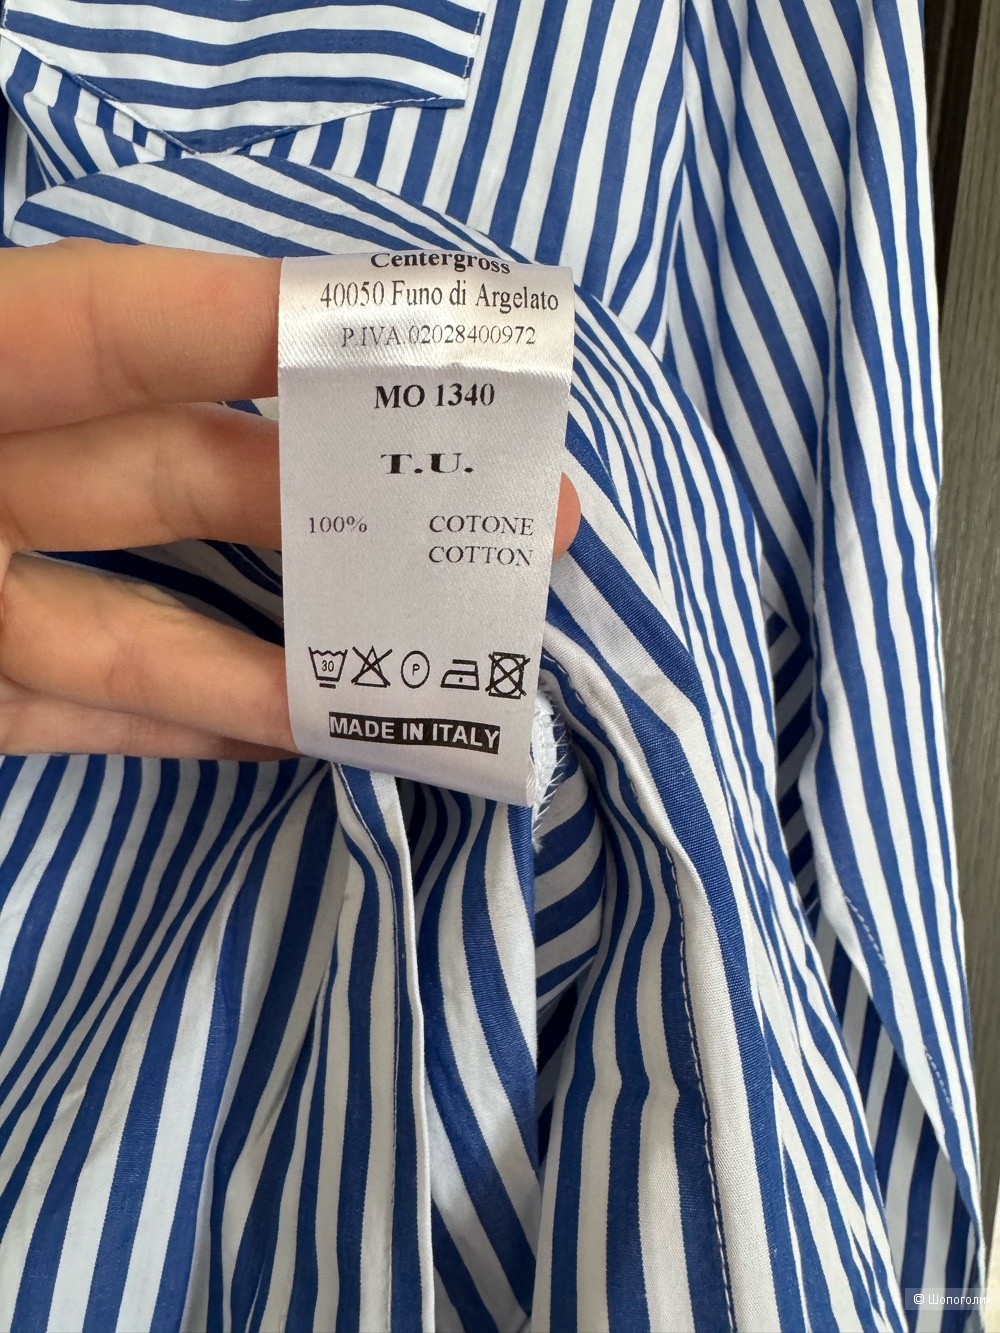 Centergross
40050 Funo di Argelato
P.IVA.02028400972
MO 1340
T.U.
100% COTONE
COTTON
30
P
MADE IN ITALY
© Шопоголик